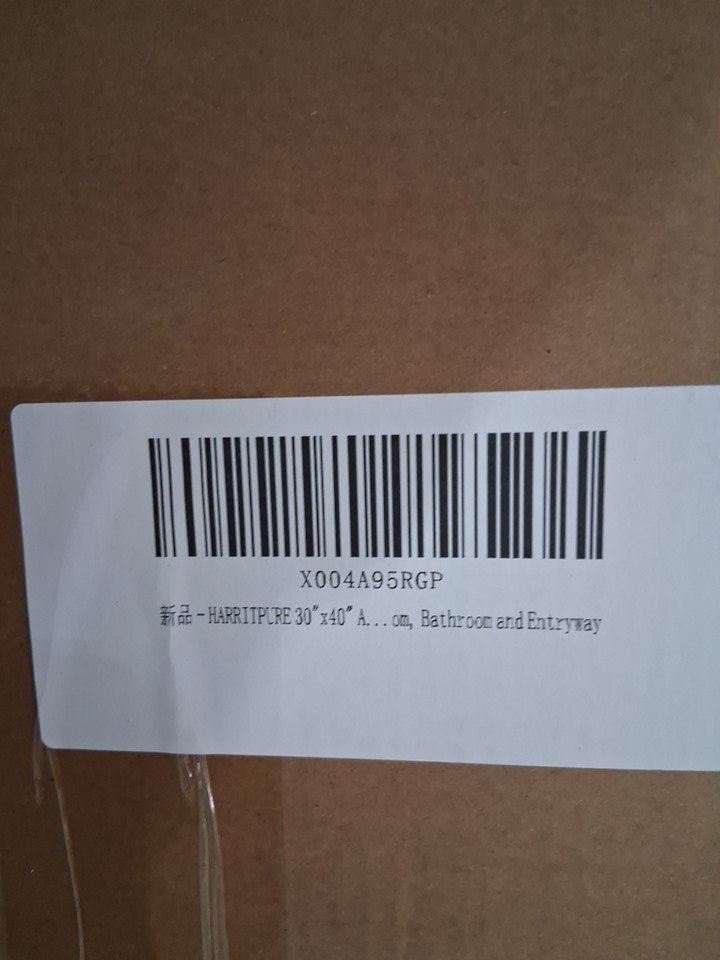 X004A95RGP
新品 - HARRITPURE 30"x40" A... om, Bathroom and Entryway